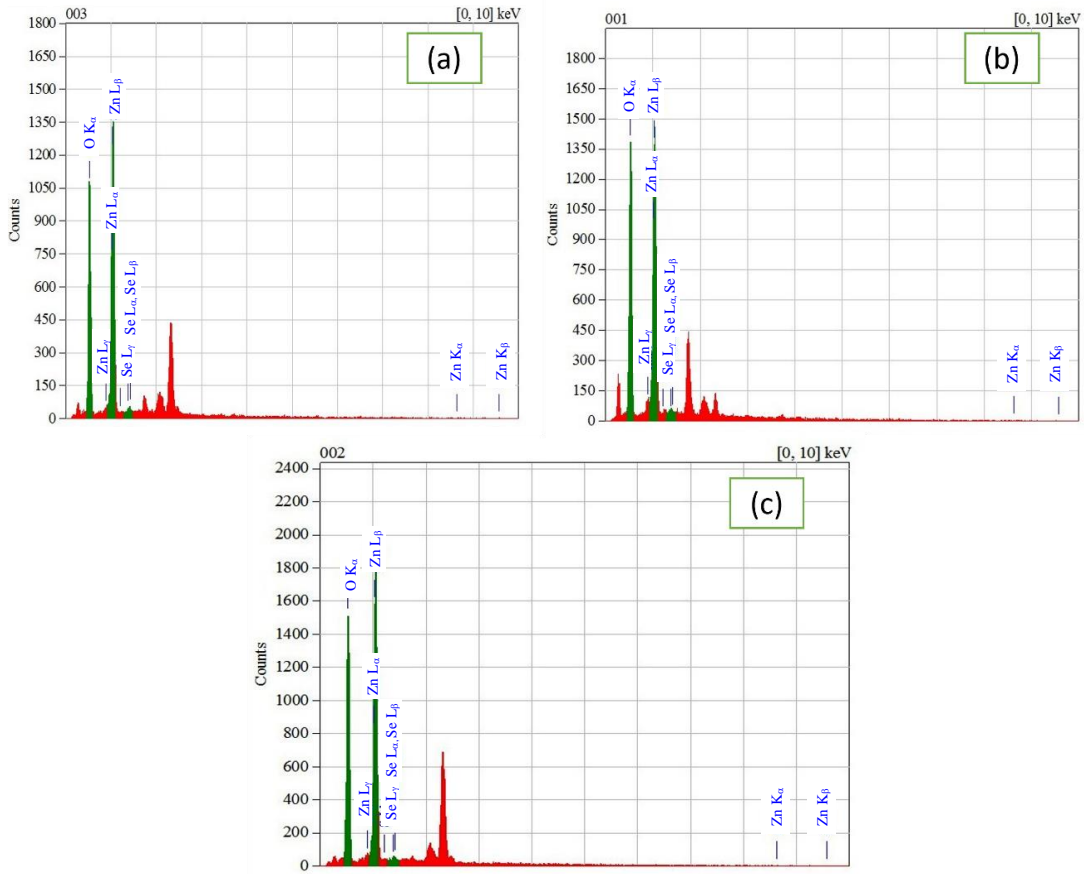 003
[0, 10] keV
(a)
1800
1650
1500
1350
1200
1050
900
750
600
450
300
150
0
Counts
O Kα
Zn Lγ
Zn Lα
Zn Lβ
Se Lγ
Se Lα, Se Lβ
Zn Kα
Zn Kβ
001
[0, 10] keV
(b)
1800
1650
1500
1350
1200
1050
900
750
600
450
300
150
0
Counts
O Kα
Zn Lγ
Zn Lα
Zn Lβ
Se Lγ
Se Lα, Se Lβ
Zn Kα
Zn Kβ
002
[0, 10] keV
(c)
2400
2200
2000
1800
1600
1400
1200
1000
800
600
400
200
0
Counts
O Kα
Zn Lγ
Zn Lα
Zn Lβ
Se Lγ
Se Lα, Se Lβ
Zn Kα
Zn Kβ